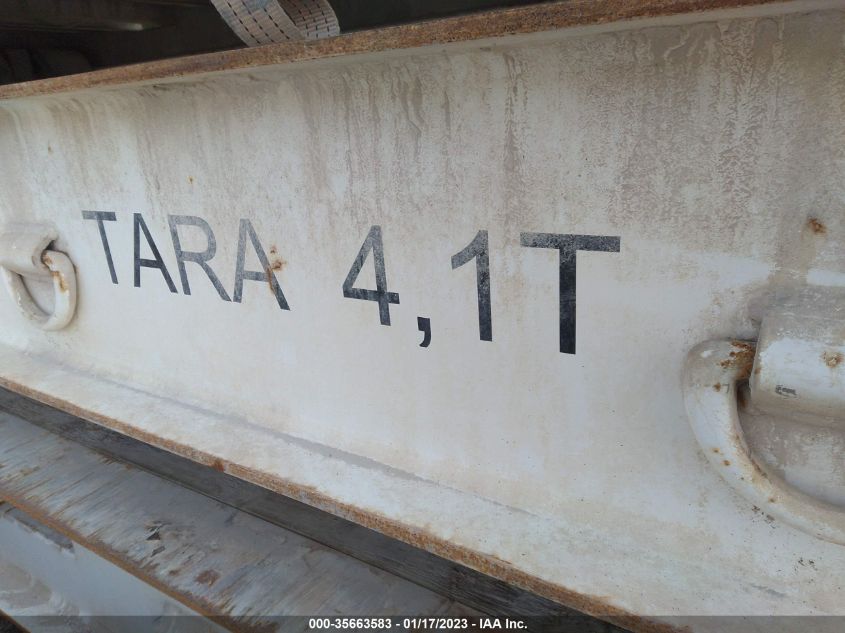 TARA 4,1T
000-35663583 - 01/17/2023 - IAA Inc.